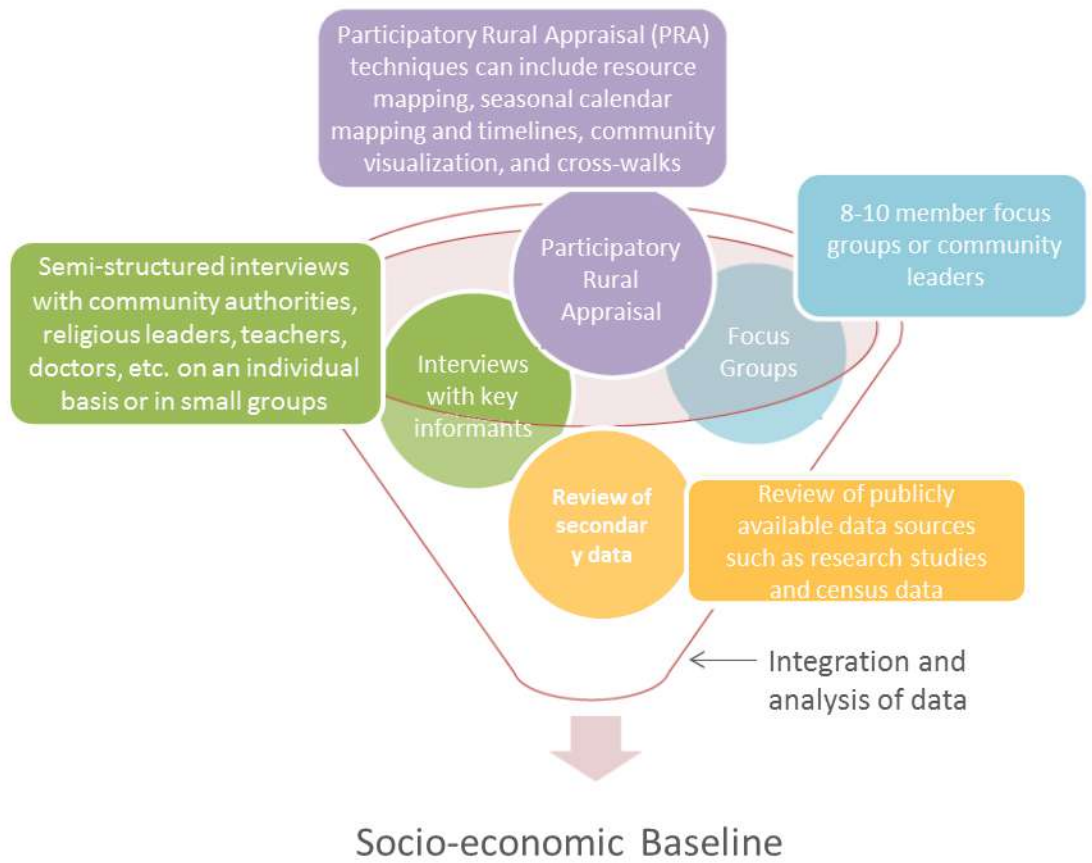 Participatory Rural Appraisal (PRA)
techniques can include resource
mapping, seasonal calendar
mapping and timelines, community
visualization, and cross-walks
8-10 member focus
groups or community
leaders
Semi-structured interviews
with community authorities,
religious leaders, teachers,
doctors, etc. on an individual
basis or in small groups
Participatory
Rural
Appraisal
Interviews
with key
informants
Focus
Groups
Review of
secondar
y data
Review of publicly
available data sources
such as research studies
and census data
Integration and
analysis of data
Socio-economic Baseline